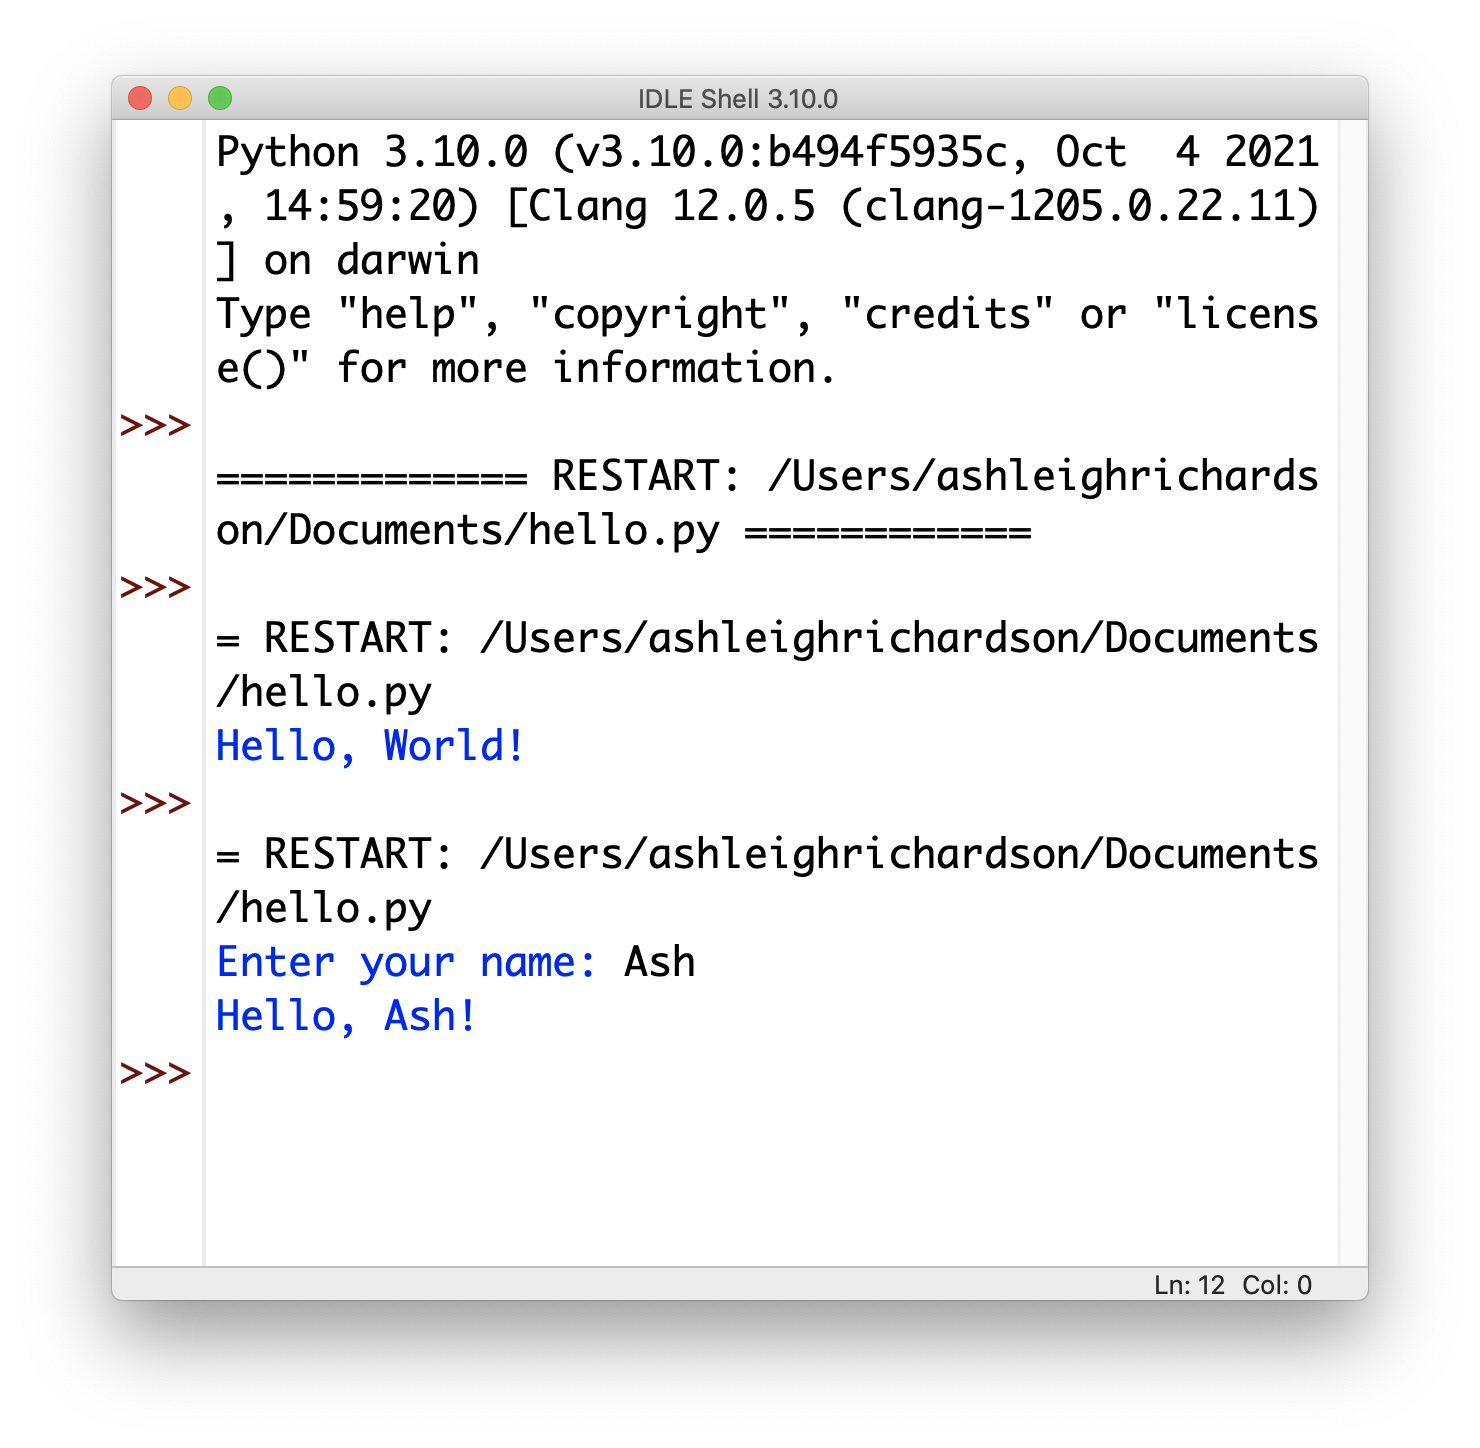 IDLE Shell 3.10.0
Python 3.10.0 (v3.10.0:b494f5935c, Oct  4 2021
, 14:59:20) [Clang 12.0.5 (clang-1205.0.22.11)
] on darwin
Type "help", "copyright", "credits" or "licens
e()" for more information.
>>>
============= RESTART: /Users/ashleighrichards
on/Documents/hello.py ============
>>>
= RESTART: /Users/ashleighrichardson/Documents
/hello.py
Hello, World!
>>>
= RESTART: /Users/ashleighrichardson/Documents
/hello.py
Enter your name: Ash
Hello, Ash!
>>>
Ln: 12  Col: 0